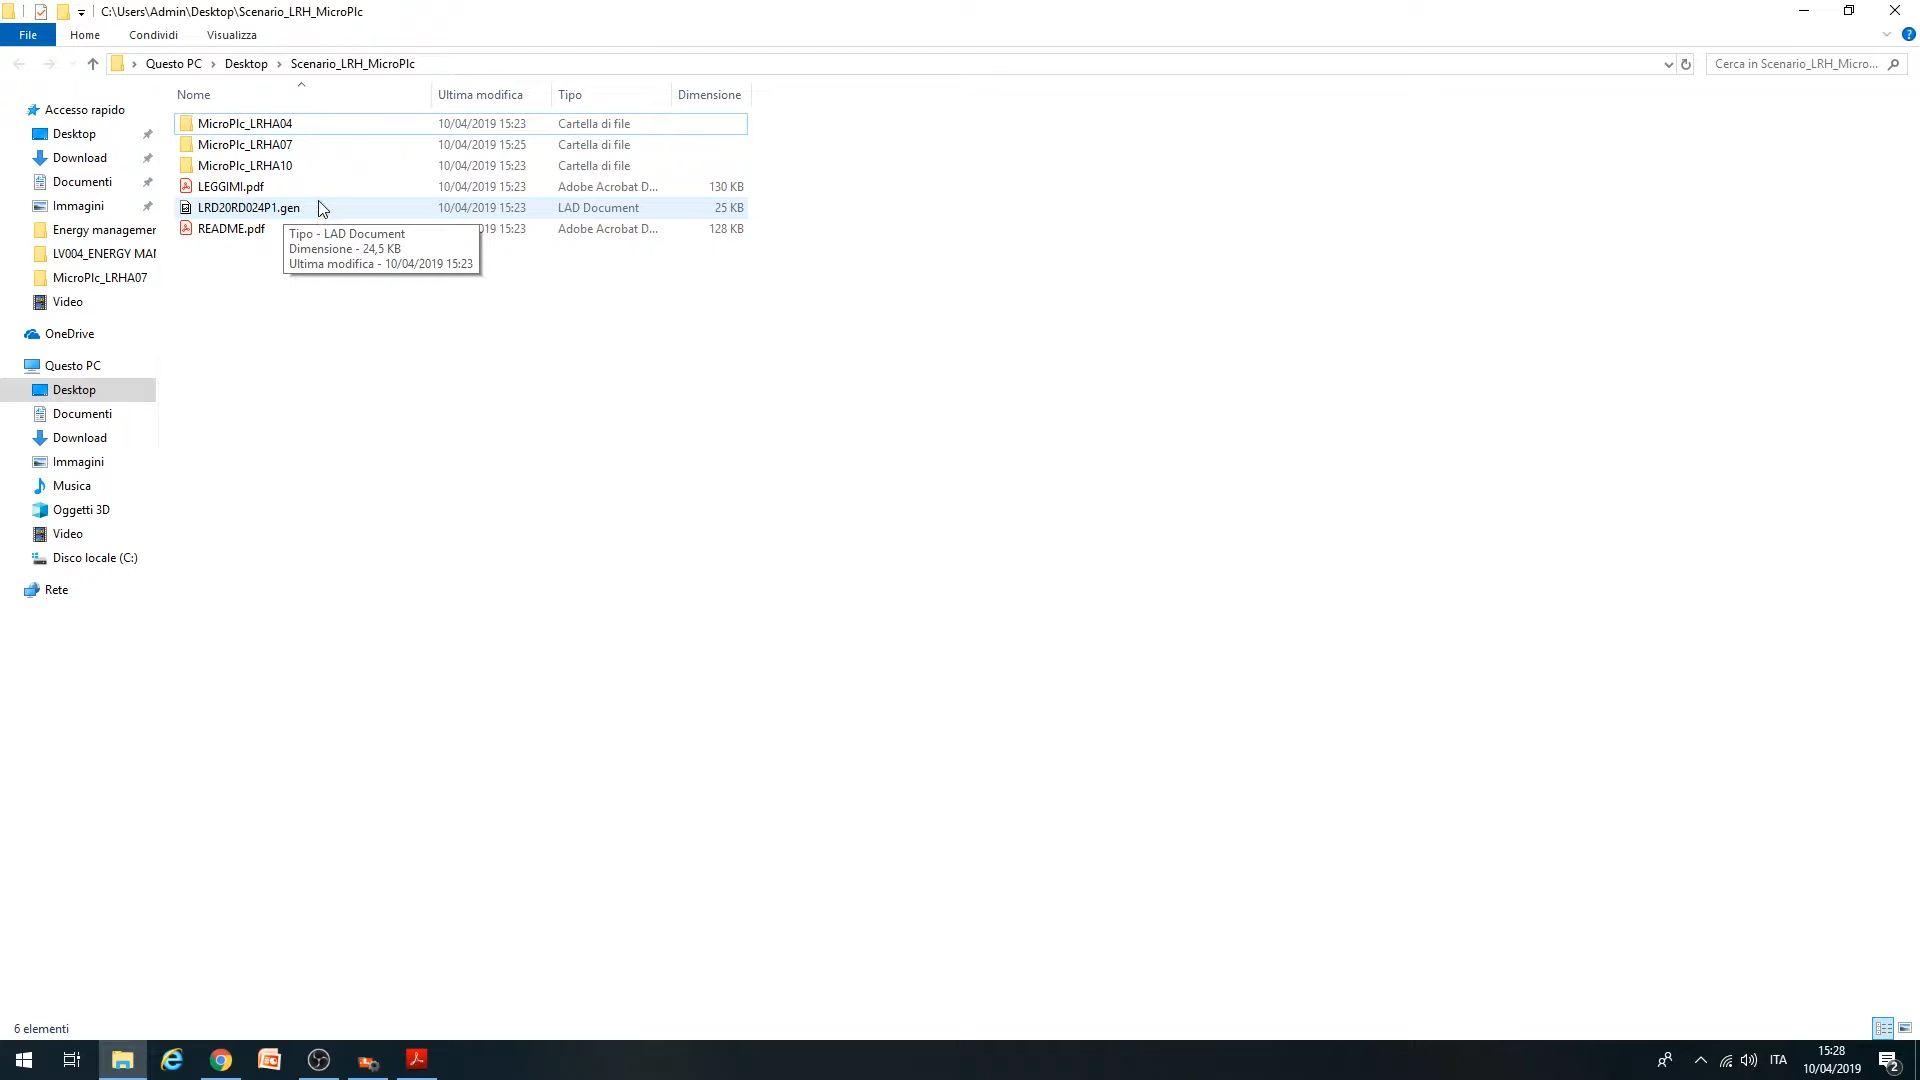 C:\Users\Admin\Desktop\Scenario_LRH_MicroPlc
File Home Condividi Visualizza
Questo PC Desktop Scenario_LRH_MicroPlc
Cerca in Scenario_LRH_Micro...
Nome Ultima modifica Tipo Dimensione
MicroPlc_LRHA04 10/04/2019 15:23 Cartella di file
MicroPlc_LRHA07 10/04/2019 15:25 Cartella di file
MicroPlc_LRHA10 10/04/2019 15:23 Cartella di file
LEGGIMI.pdf 10/04/2019 15:23 Adobe Acrobat D... 130 KB
LRD20RD024P1.gen 10/04/2019 15:23 LAD Document 25 KB
README.pdf 019 15:23 Adobe Acrobat D... 128 KB
Tipo - LAD Document
Dimensione - 24,5 KB
Ultima modifica - 10/04/2019 15:23
Accesso rapido
Desktop
Download
Documenti
Immagini
Energy managemer
LV004_ENERGY MAI
MicroPlc_LRHA07
Video
OneDrive
Questo PC
Desktop
Documenti
Download
Immagini
Musica
Oggetti 3D
Video
Disco locale (C:)
Rete
6 elementi
ITA
15:28
10/04/2019
2